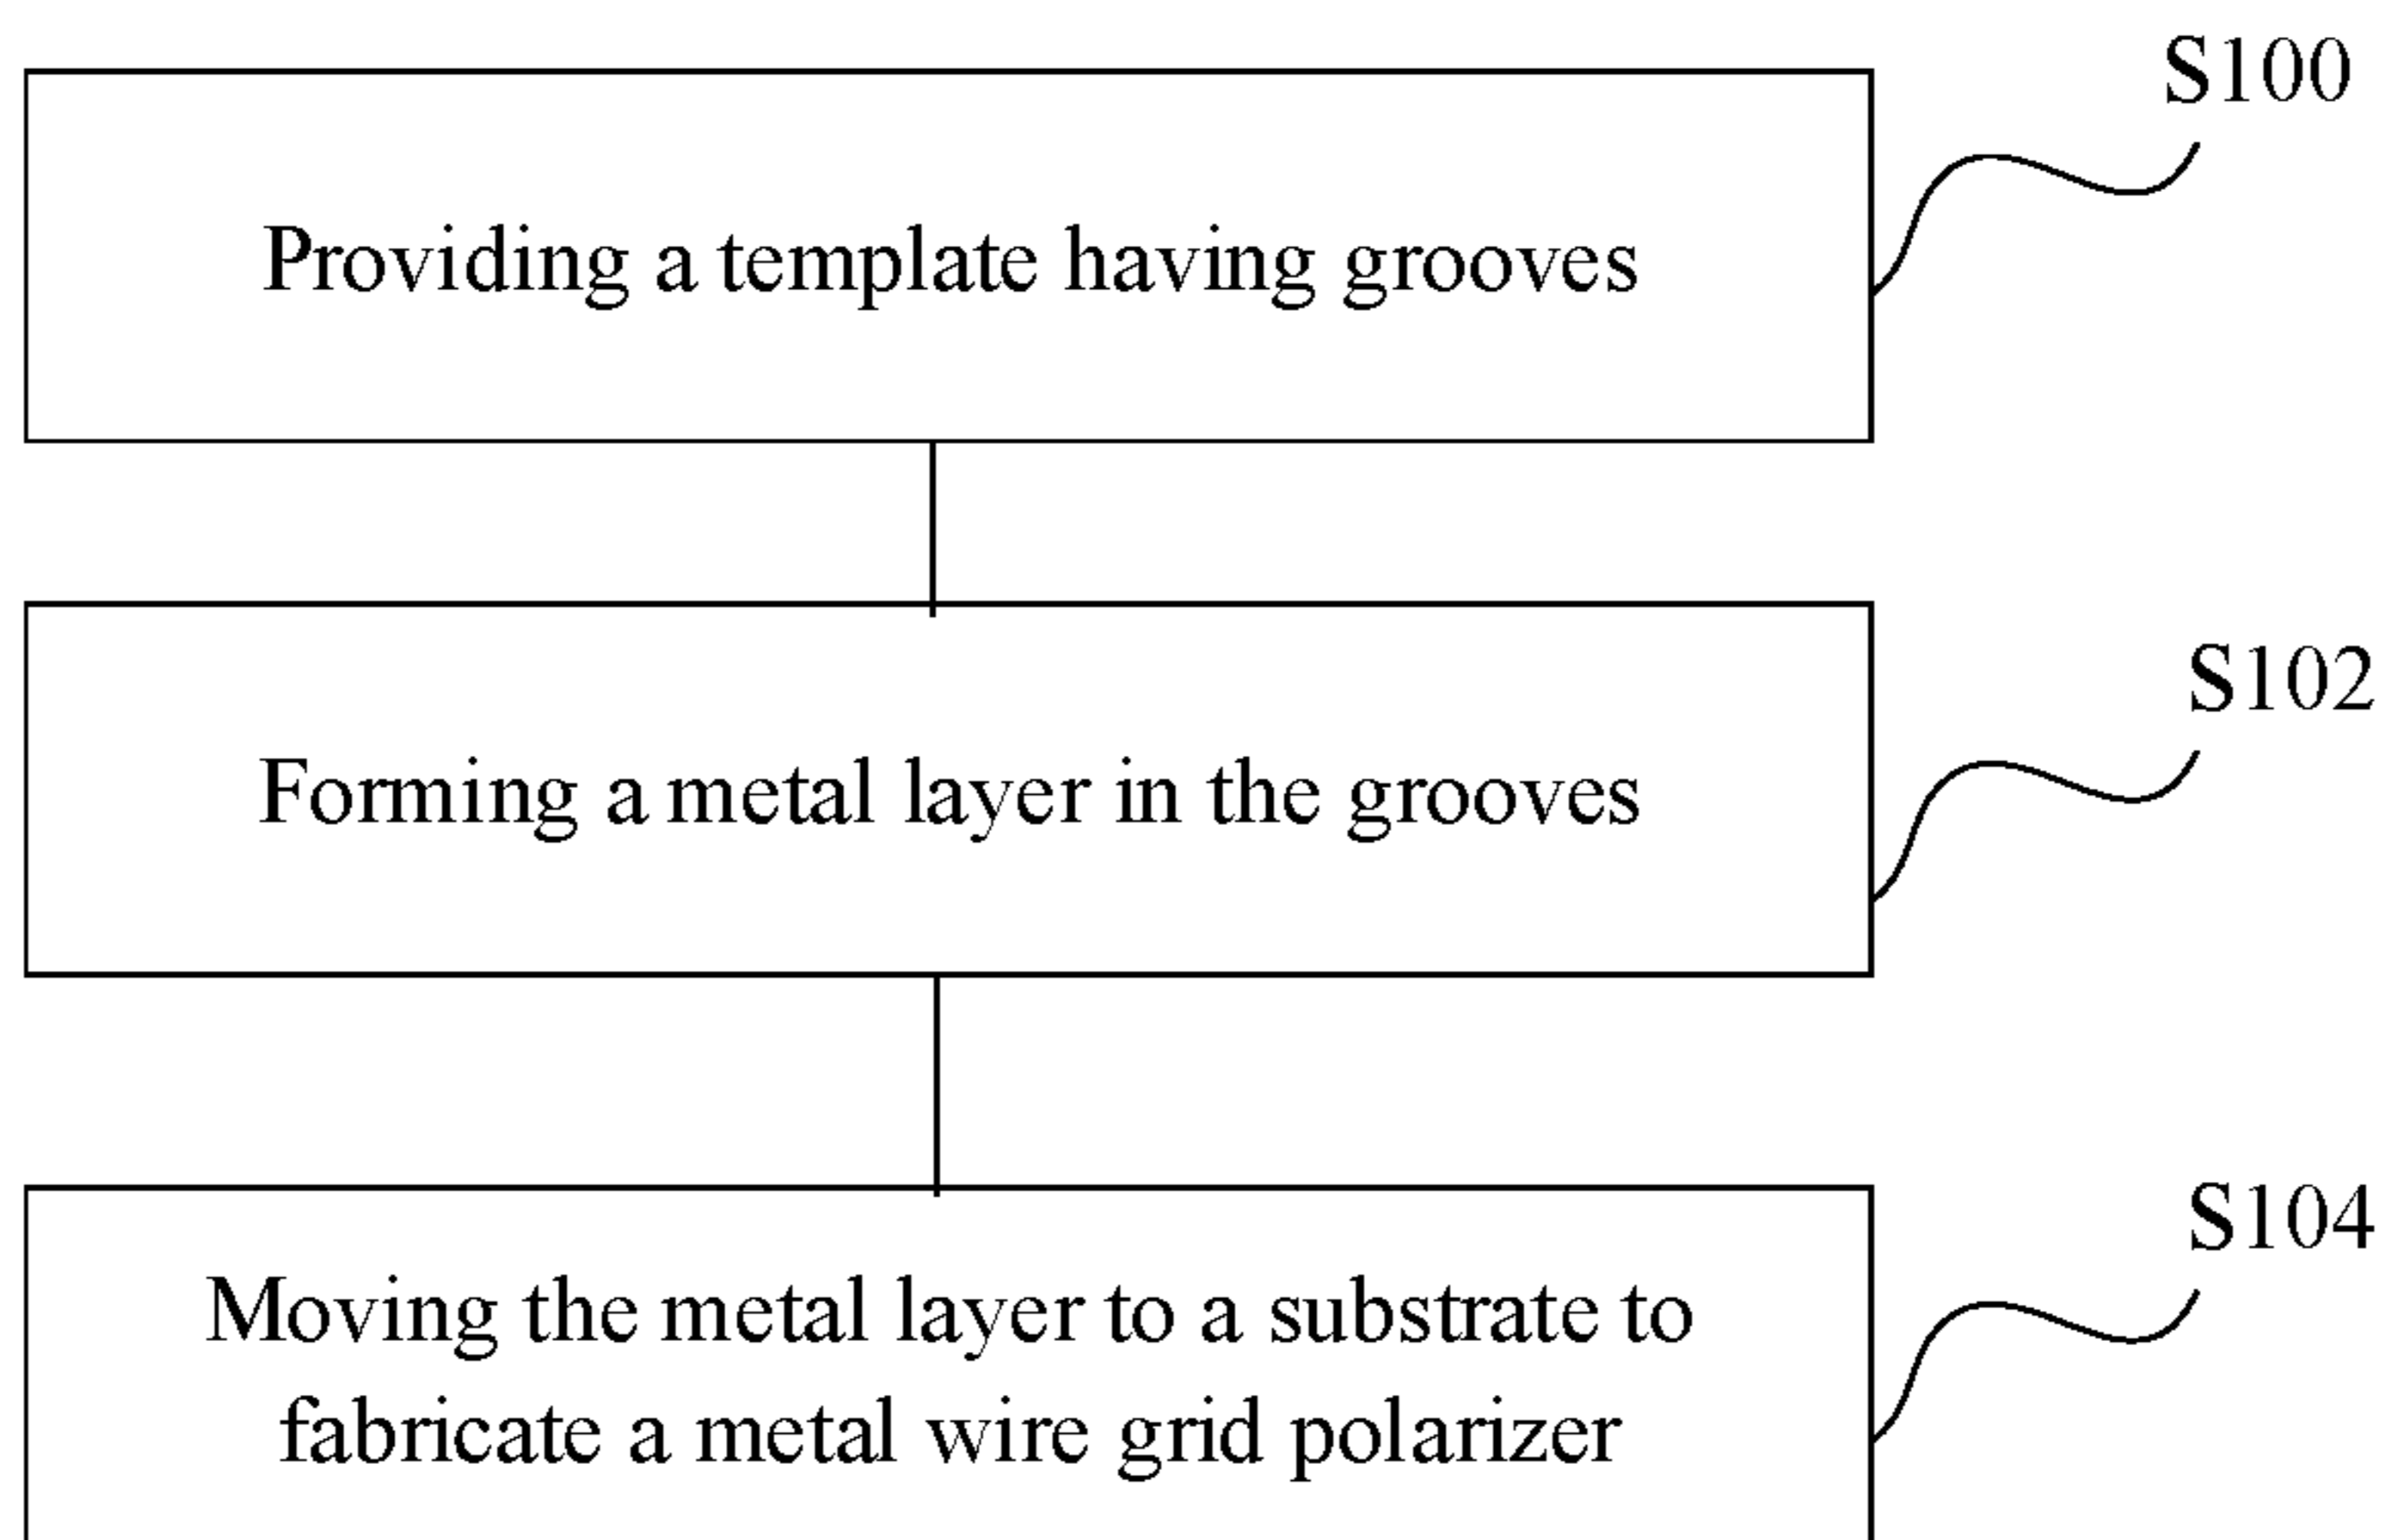 S100
Providing a template having grooves
S102
Forming a metal layer in the grooves
S104
Moving the metal layer to a substrate to
fabricate a metal wire grid polarizer